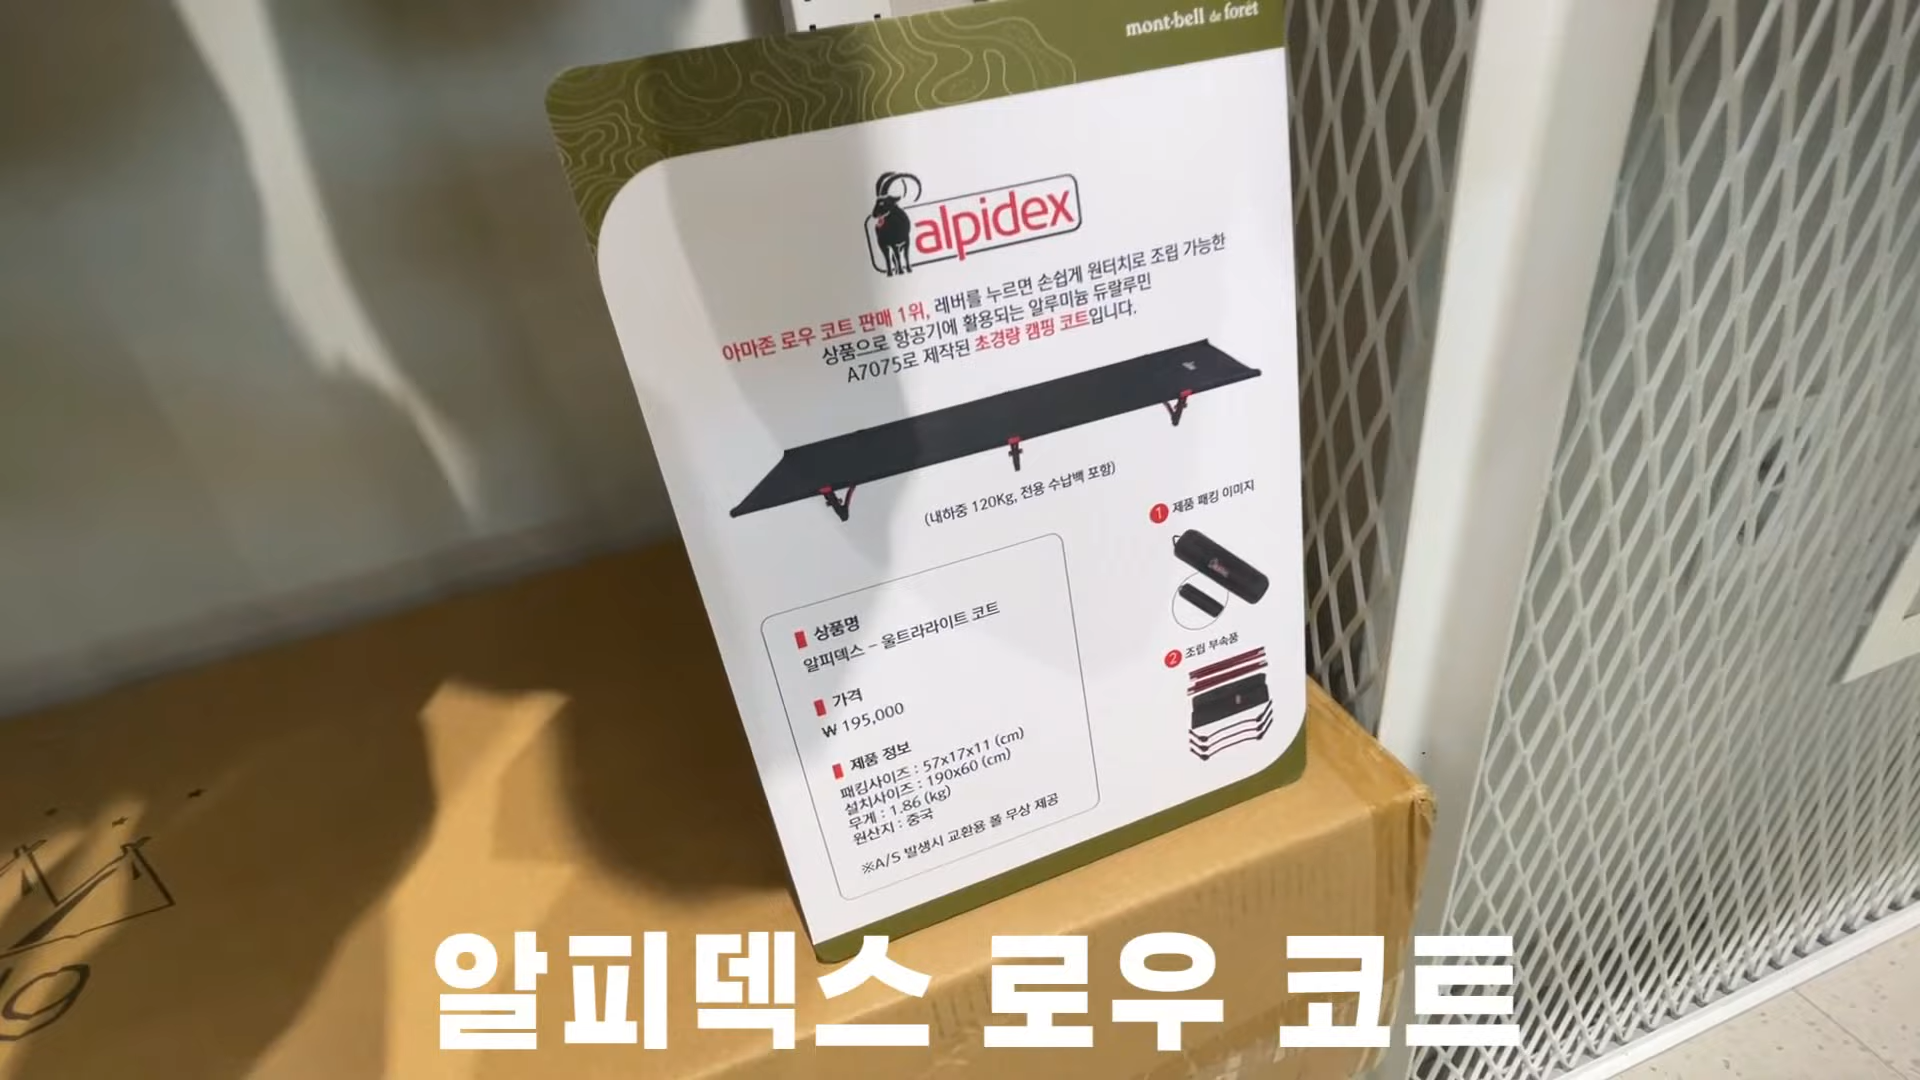 mont·bell de forêt
alpidex
아마존 로우 코트 판매 1위, 레버를 누르면 손쉽게 원터치로 조립 가능한
상품으로 항공기에 활용되는 알루미늄 듀랄루민
A7075로 제작된 초경량 캠핑 코트입니다.
(내하중 120Kg, 전용 수납백 포함)
1 제품 패킹 이미지
2 조립 부속품
상품명
알피덱스 – 울트라라이트 코트
가격
₩ 195,000
제품 정보
패킹사이즈 : 57x17x11 (cm)
설치사이즈 : 190x60 (cm)
무게 : 1.86 (kg)
원산지 : 중국
※A/S 발생시 교환용 폴 무상 제공
알피덱스 로우 코트